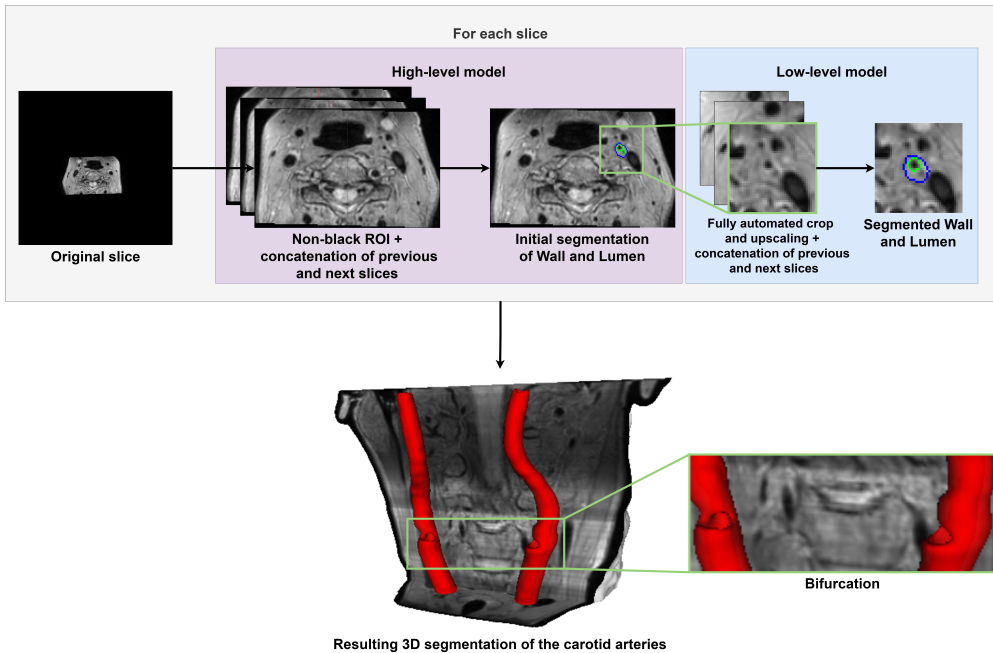 For each slice
High-level model
Low-level model
Original slice
Non-black ROI +
concatenation of previous
and next slices
Initial segmentation
of Wall and Lumen
Fully automated crop
and upscaling +
concatenation of previous
and next slices
Segmented Wall
and Lumen
Bifurcation
Resulting 3D segmentation of the carotid arteries